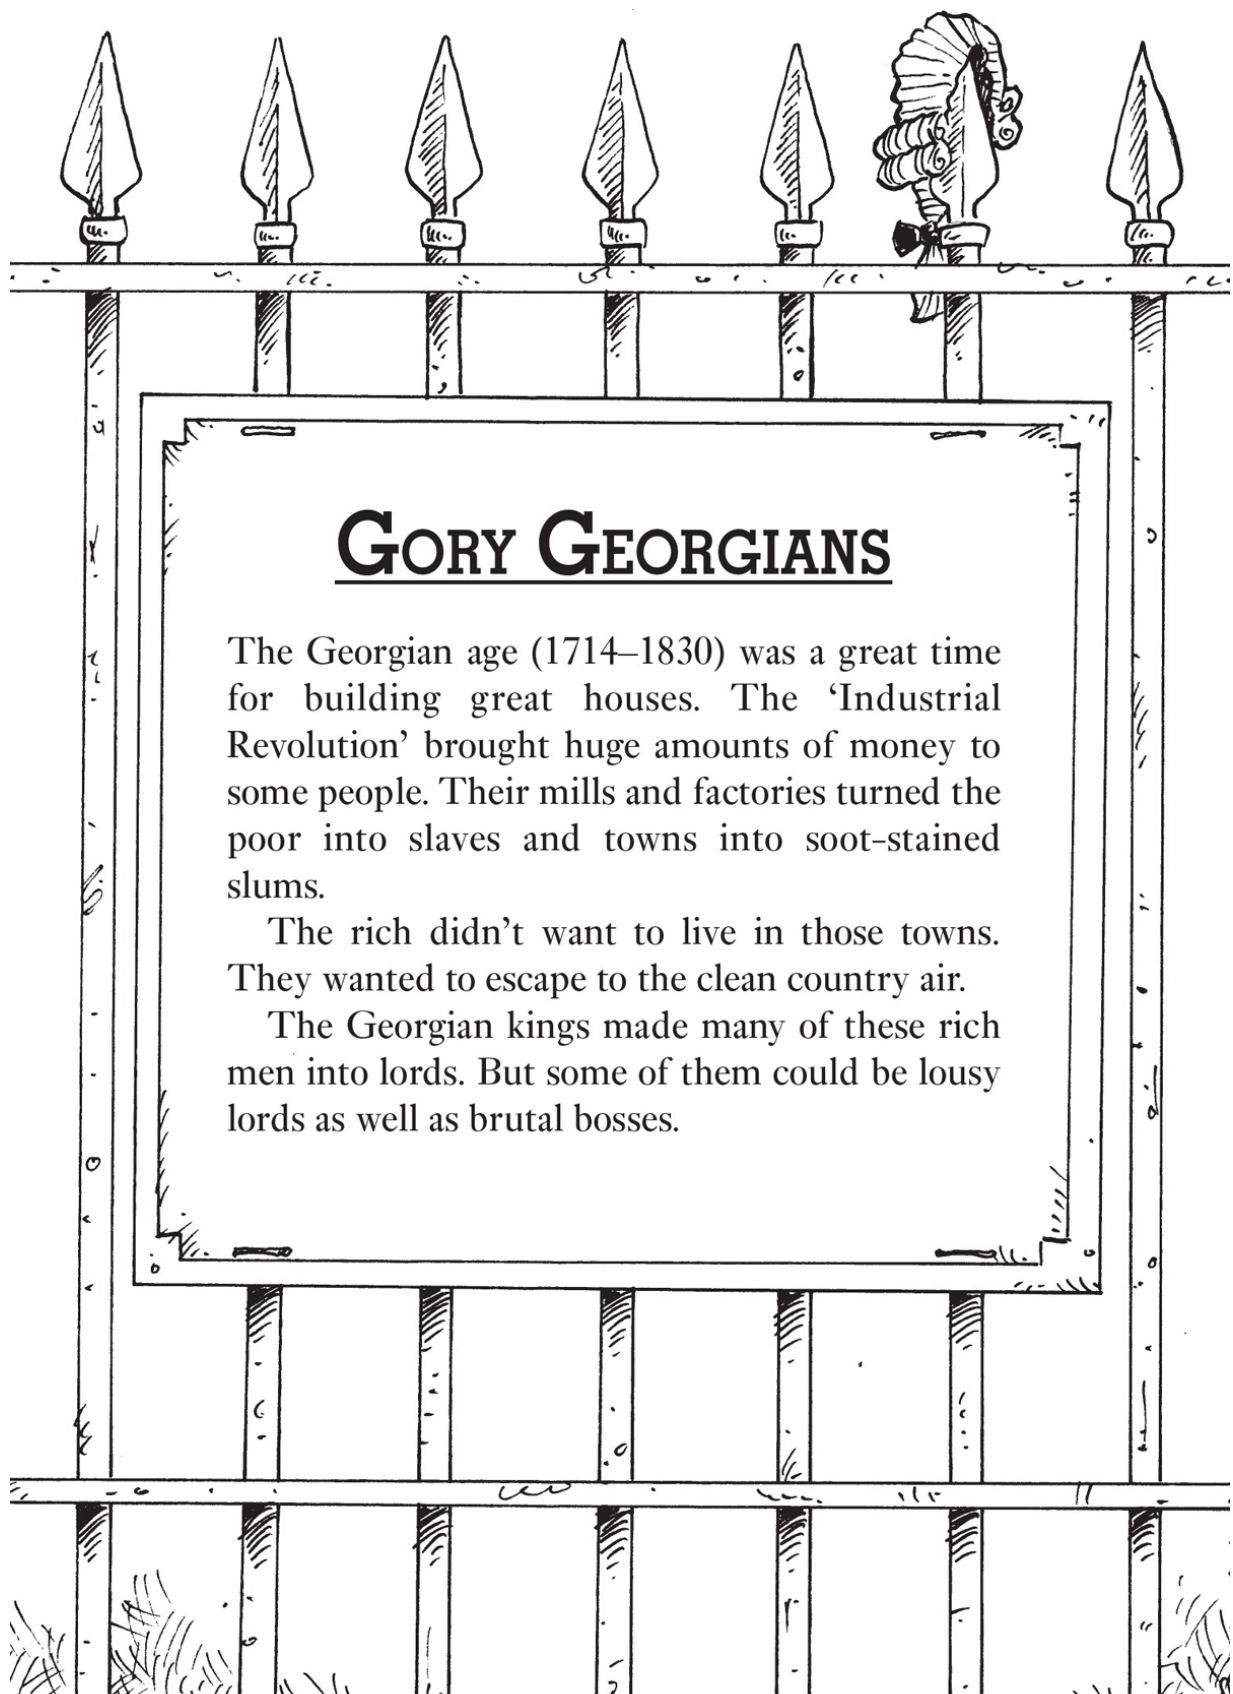 GORY GEORGIANS
The Georgian age (1714–1830) was a great time
for building great houses. The ‘Industrial
Revolution’ brought huge amounts of money to
some people. Their mills and factories turned the
poor into slaves and towns into soot-stained
slums.
The rich didn’t want to live in those towns.
They wanted to escape to the clean country air.
The Georgian kings made many of these rich
men into lords. But some of them could be lousy
lords as well as brutal bosses.